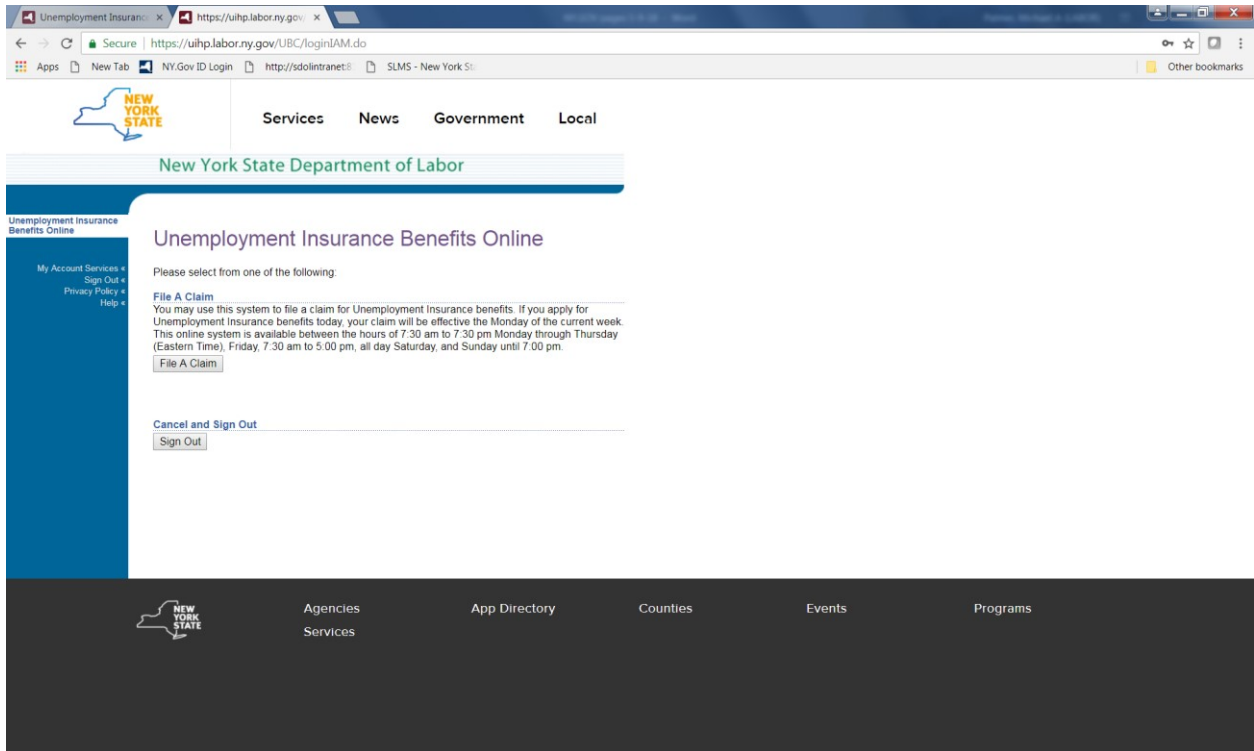 Unemployment Insuranc
https://uihp.labor.ny.gov
Secure
https://uihp.labor.ny.gov/UBC/loginIAM.do
Apps
New Tab
NY.Gov ID Login
http://sdolintranet:8
SLMS - New York St
Other bookmarks
NEW
YORK
STATE
Services
News
Government
Local
New York State Department of Labor
Unemployment Insurance
Benefits Online
My Account Services «
Sign Out «
Privacy Policy «
Help «
Unemployment Insurance Benefits Online
Please select from one of the following:
File A Claim
You may use this system to file a claim for Unemployment Insurance benefits. If you apply for
Unemployment Insurance benefits today, your claim will be effective the Monday of the current week.
This online system is available between the hours of 7:30 am to 7:30 pm Monday through Thursday
(Eastern Time), Friday, 7:30 am to 5:00 pm, all day Saturday, and Sunday until 7:00 pm.
File A Claim
Cancel and Sign Out
Sign Out
NEW
YORK
STATE
Agencies
App Directory
Counties
Events
Programs
Services